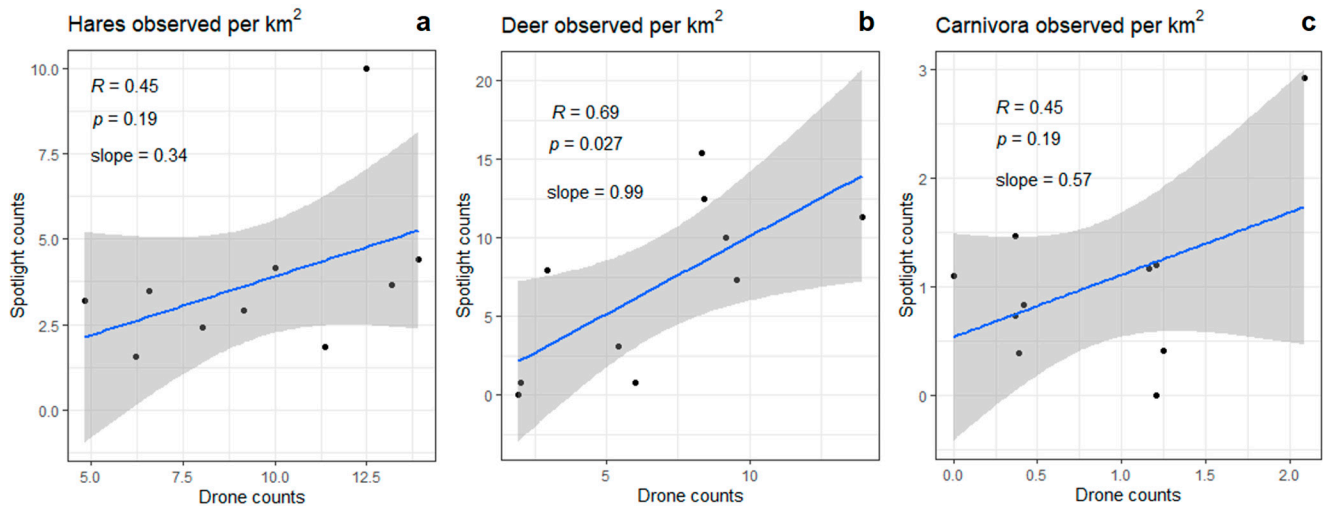 Hares observed per km²
a
R = 0.45
p = 0.19
slope = 0.34
10.0
7.5
5.0
2.5
0.0
5.0
7.5
10.0
12.5
Spotlight counts
Drone counts
Deer observed per km²
b
R = 0.69
p = 0.027
slope = 0.99
20
15
10
5
0
5
10
Spotlight counts
Drone counts
Carnivora observed per km²
c
R = 0.45
p = 0.19
slope = 0.57
3
2
1
0
0.0
0.5
1.0
1.5
2.0
Spotlight counts
Drone counts